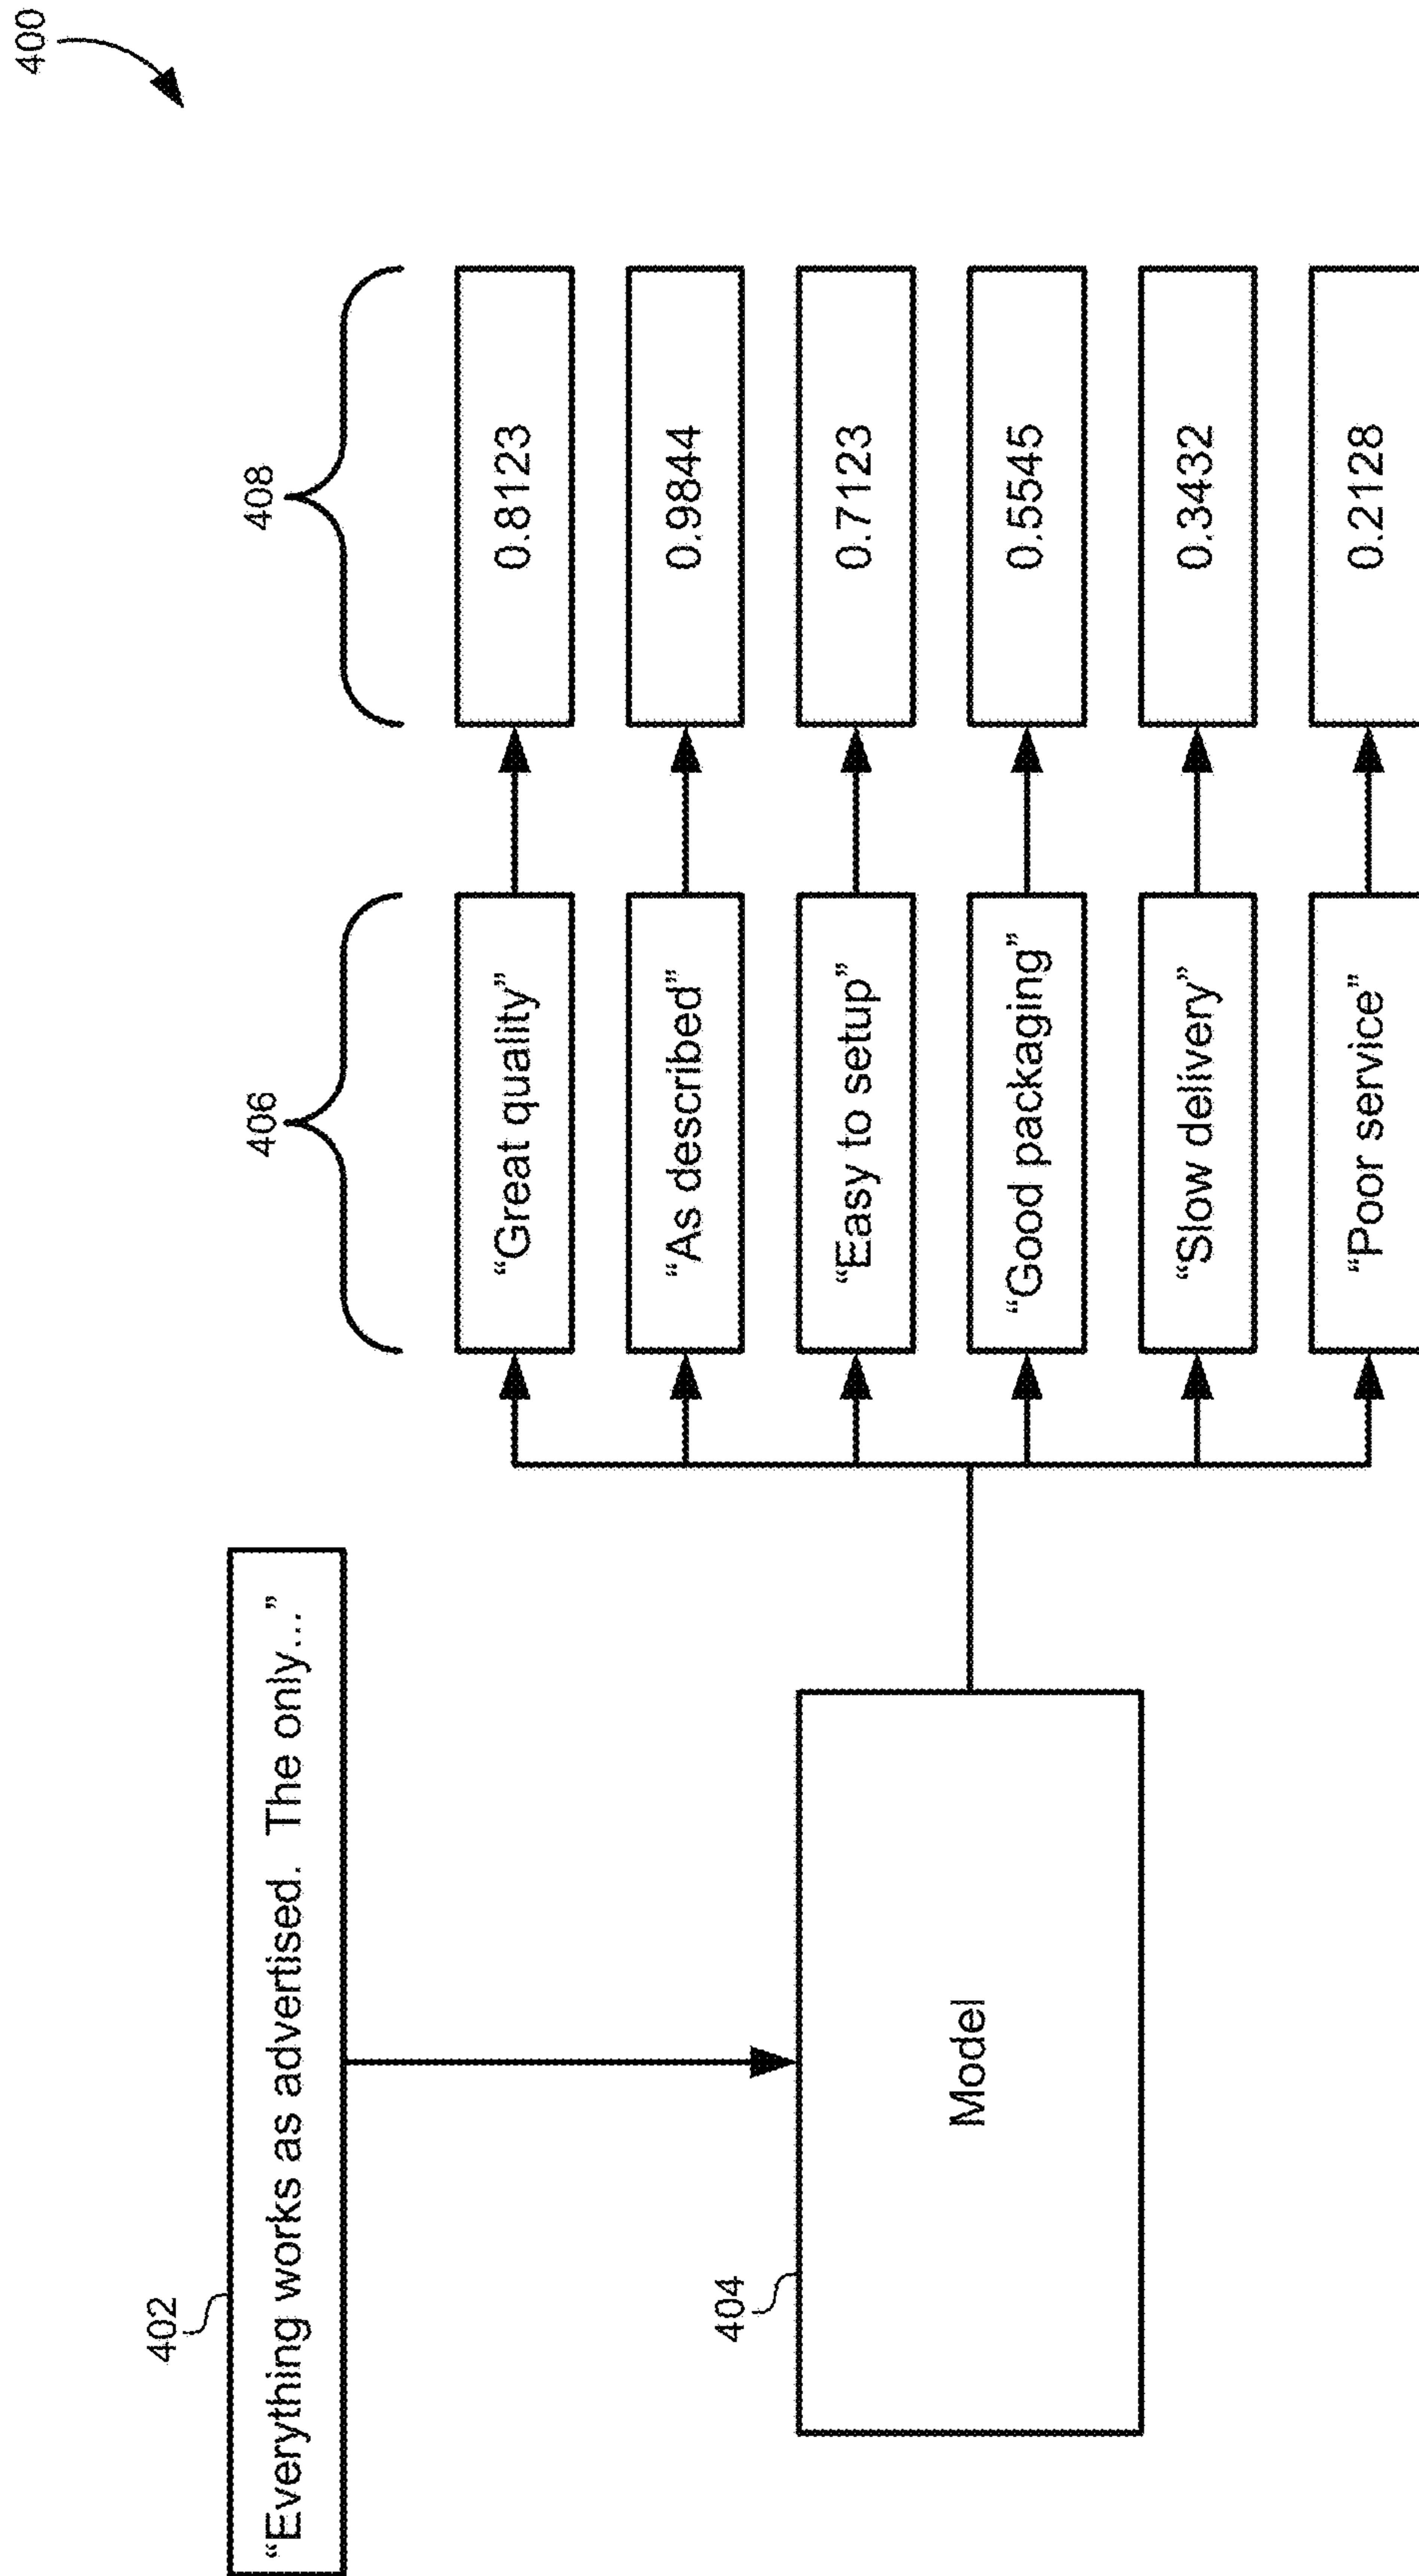 400
402
“Everything works as advertised.  The only...”
404
Model
406
408
“Great quality”
0.8123
“As described”
0.9844
“Easy to setup”
0.7123
“Good packaging”
0.5545
“Slow delivery”
0.3432
“Poor service”
0.2128